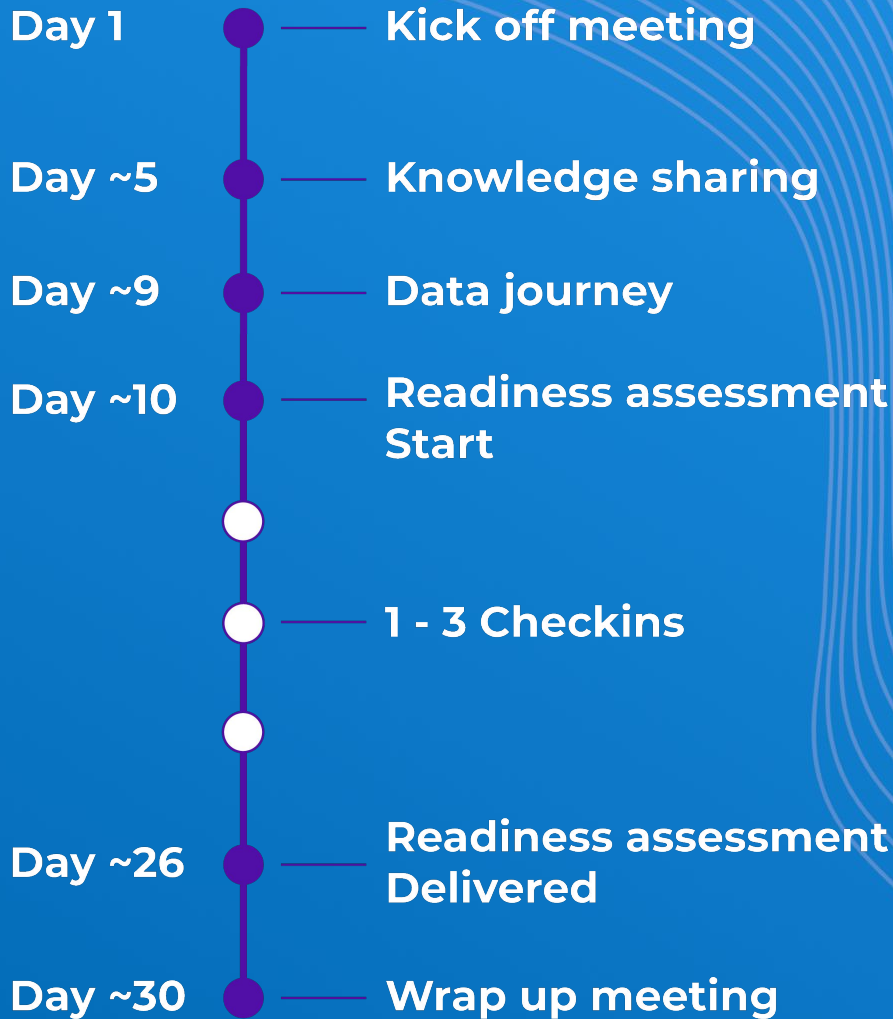 Day 1
Kick off meeting
Day ~5
Knowledge sharing
Day ~9
Data journey
Day ~10
Readiness assessment
Start
1 - 3 Checkins
Day ~26
Readiness assessment
Delivered
Day ~30
Wrap up meeting